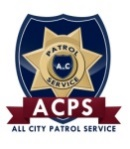 PATROL
A.C
SERVICE
ACPS
ALL CITY PATROL SERVICE